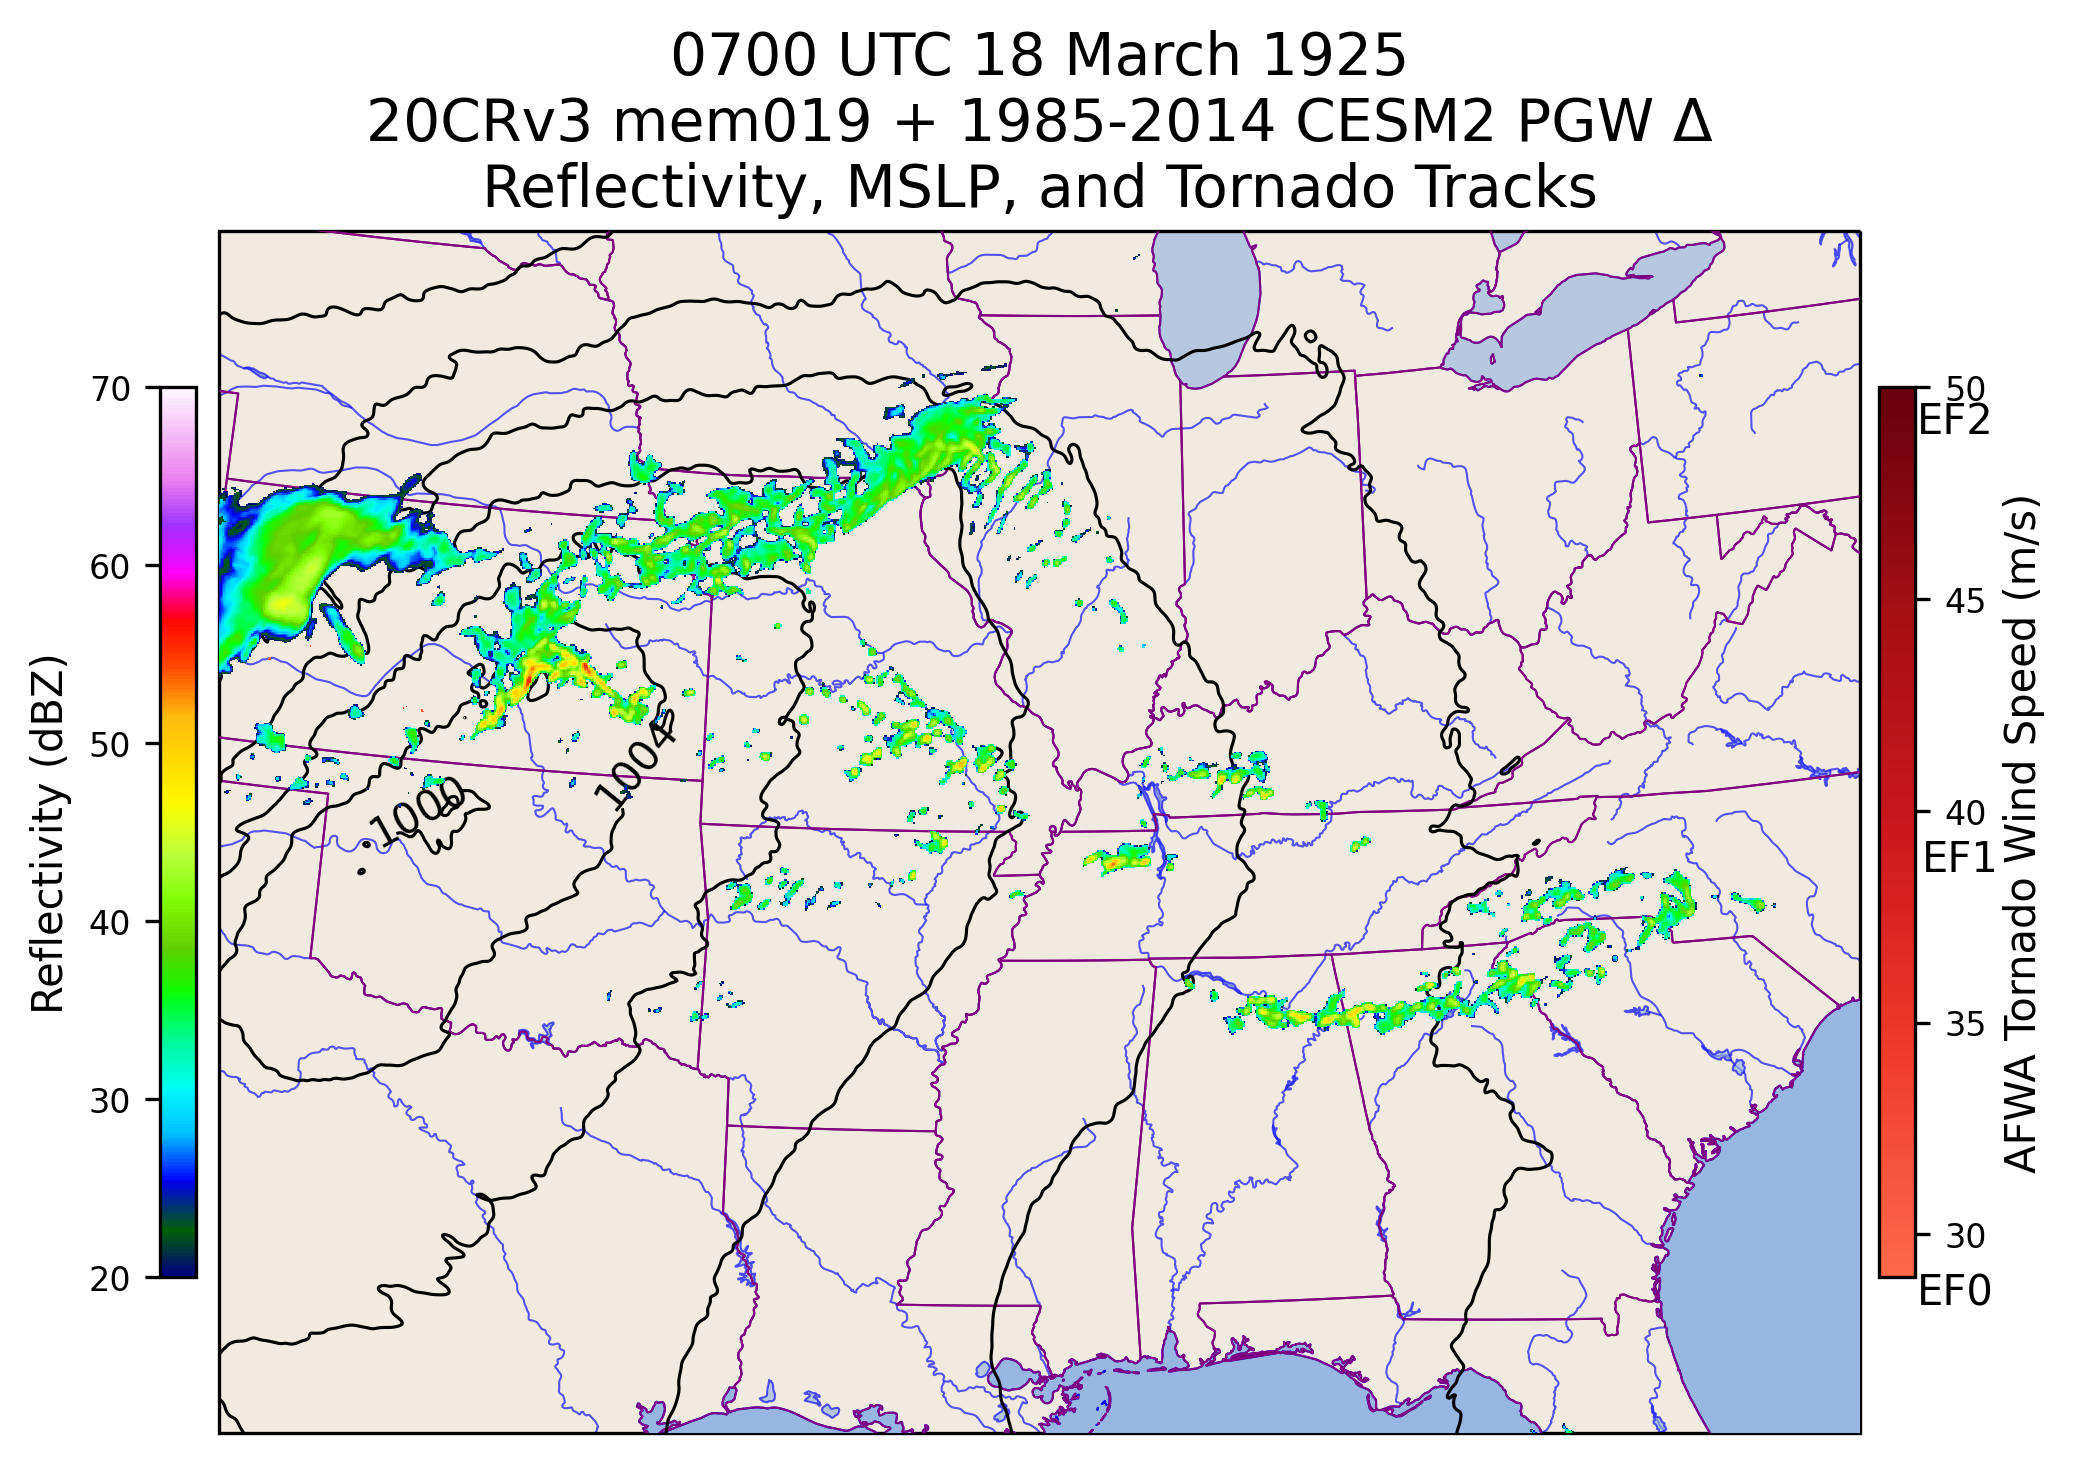 0700 UTC 18 March 1925
20CRv3 mem019 + 1985-2014 CESM2 PGW Δ
Reflectivity, MSLP, and Tornado Tracks
70
60
50
40
30
20
Reflectivity (dBZ)
1004
1000
50
EF2
45
40
EF1
35
30
EF0
AFWA Tornado Wind Speed (m/s)